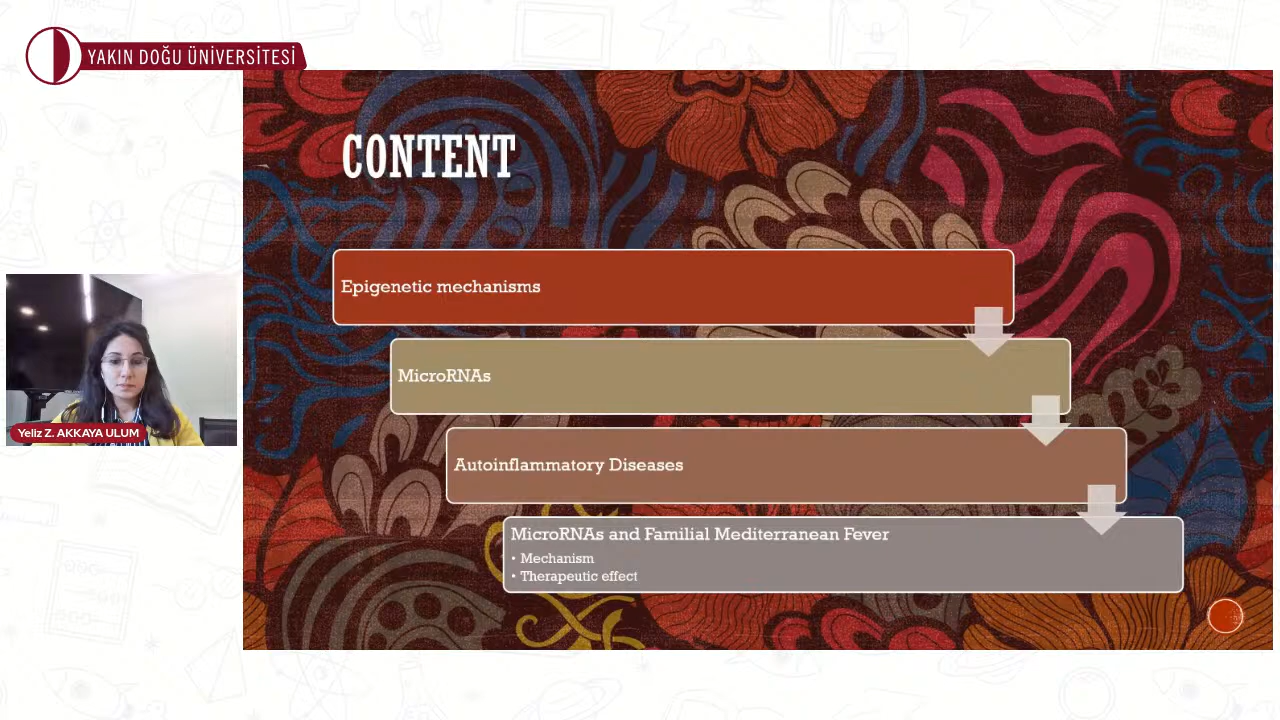 YAKIN DOĞU ÜNİVERSİTESİ
CONTENT
Epigenetic mechanisms
MicroRNAs
Autoinflammatory Diseases
MicroRNAs and Familial Mediterranean Fever
• Mechanism
• Therapeutic effect
Yeliz Z. AKKAYA ULUM